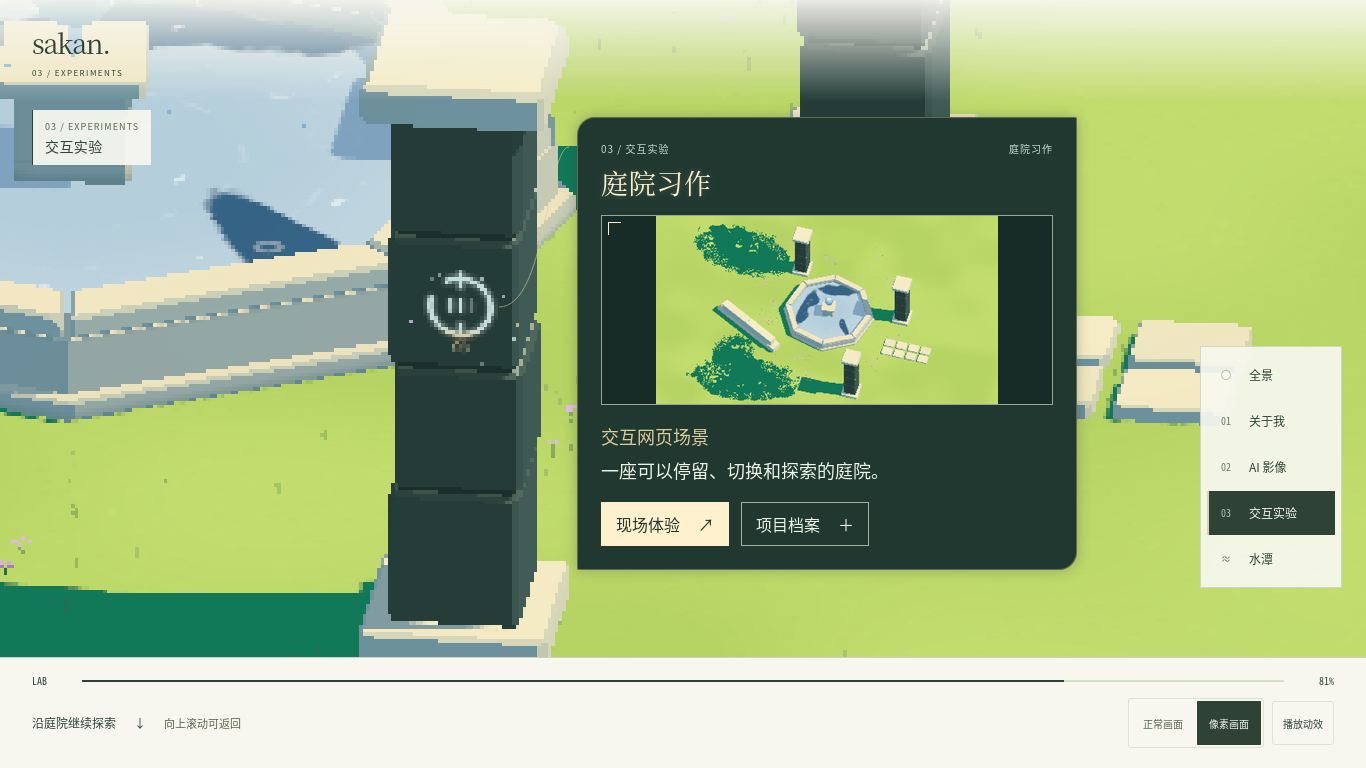 sakan.
03 / EXPERIMENTS
03 / EXPERIMENTS
交互实验
03 / 交互实验
庭院习作
庭院习作
交互网页场景
一座可以停留、切换和探索的庭院。
现场体验 ↗
项目档案 +
全景
01 关于我
02 AI 影像
03 交互实验
≈ 水潭
LAB
81%
沿庭院继续探索 ↓ 向上滚动可返回
正常画面
像素画面
播放动效